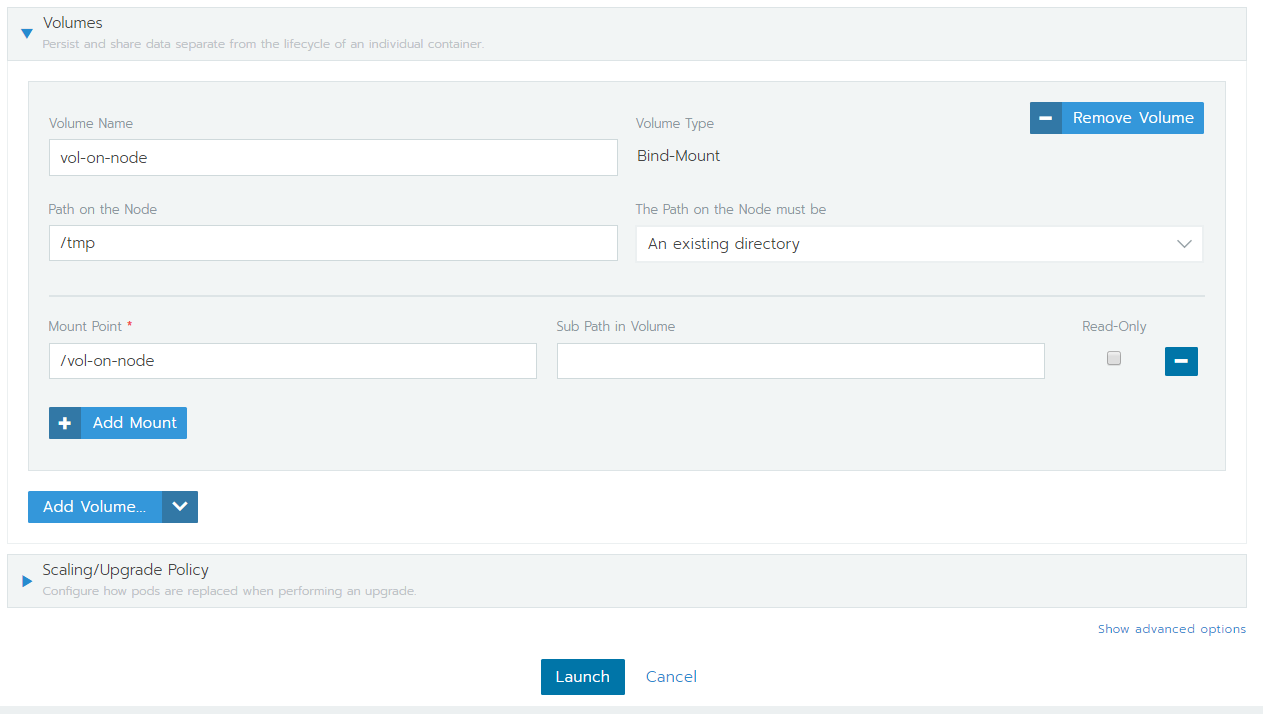 Volumes
Persist and share data separate from the lifecycle of an individual container.
Remove Volume
Volume Name
Volume Type
vol-on-node
Bind-Mount
Path on the Node
The Path on the Node must be
/tmp
An existing directory
Mount Point *
Sub Path in Volume
Read-Only
/vol-on-node
Add Mount
Add Volume...
Scaling/Upgrade Policy
Configure how pods are replaced when performing an upgrade.
Show advanced options
Launch
Cancel